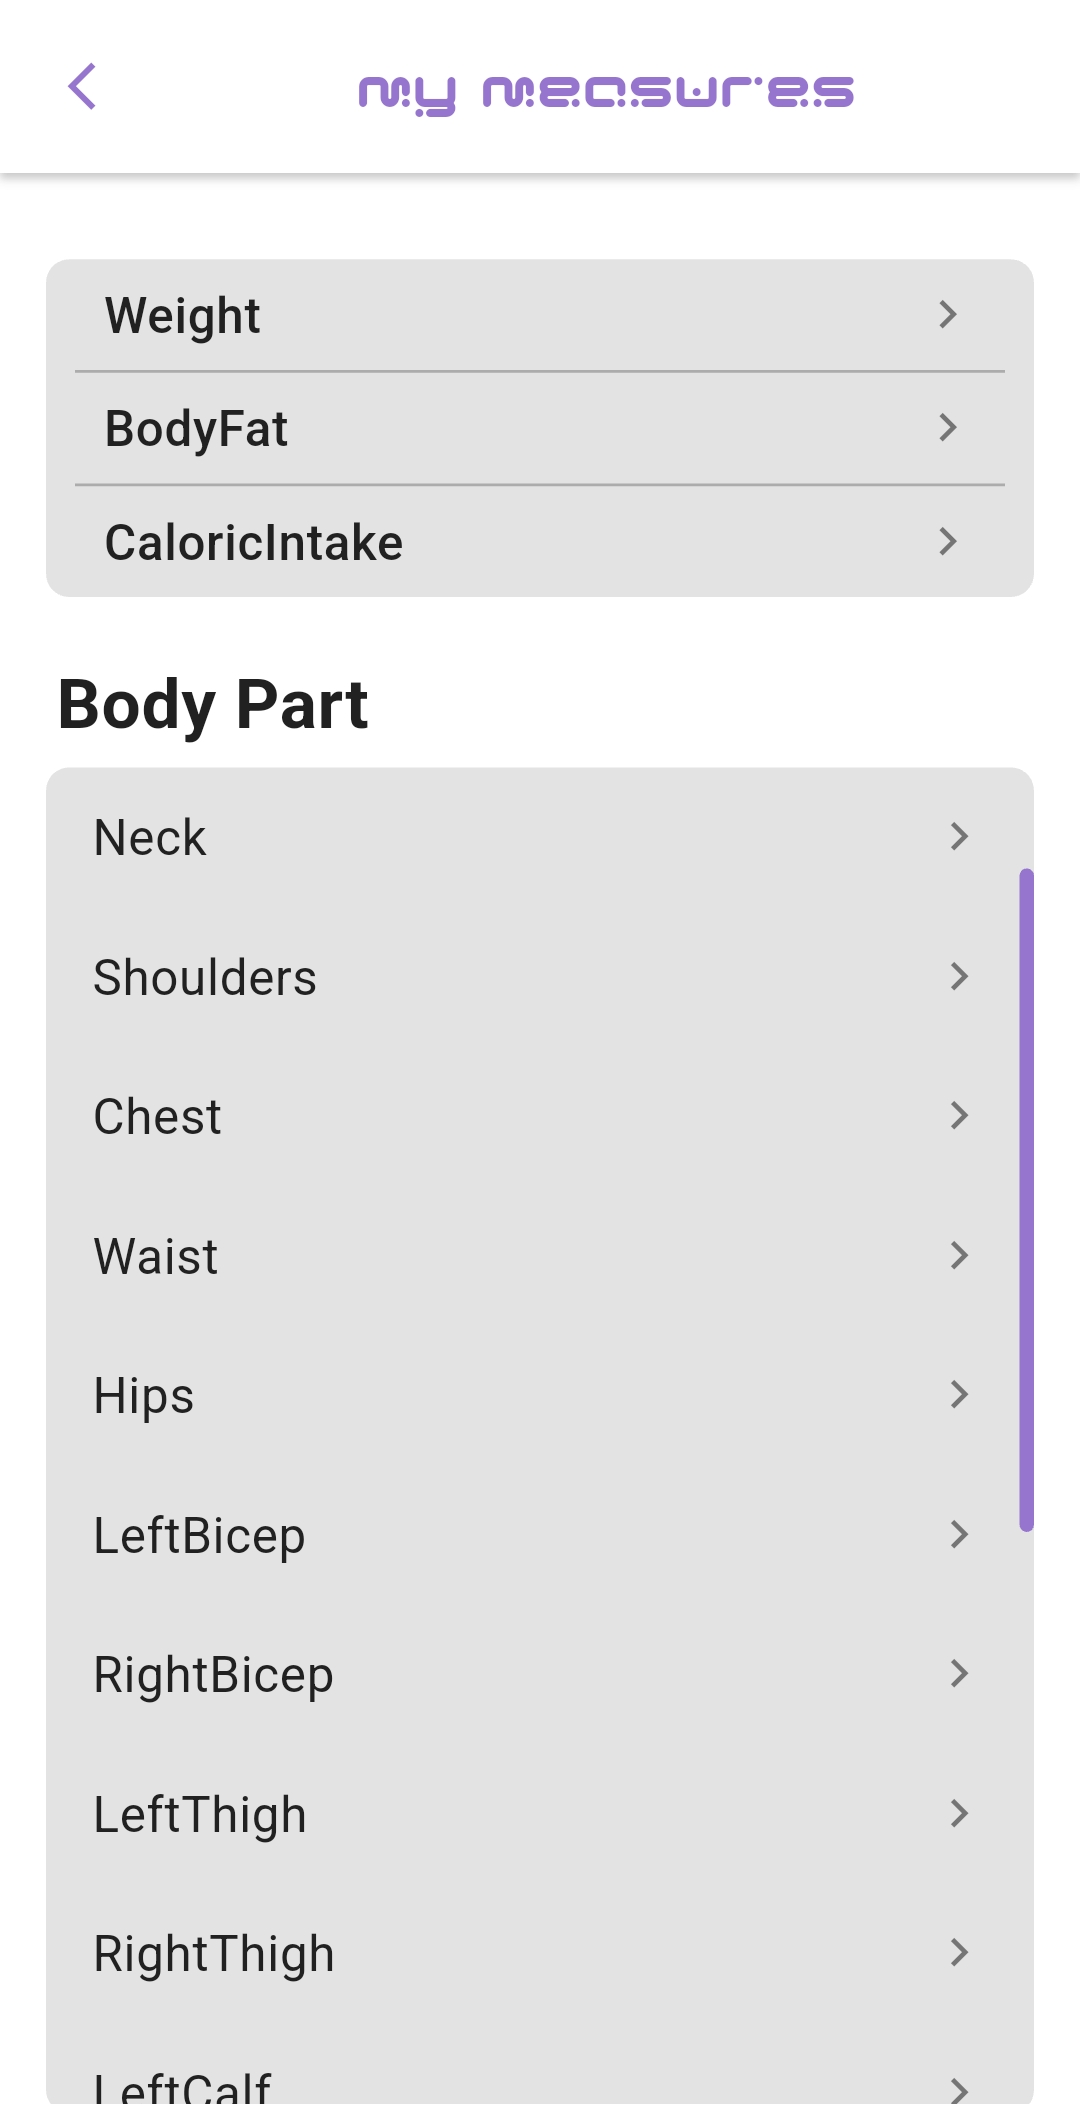 my measures
Weight
BodyFat
CaloricIntake
Body Part
Neck
Shoulders
Chest
Waist
Hips
LeftBicep
RightBicep
LeftThigh
RightThigh
LeftCalf